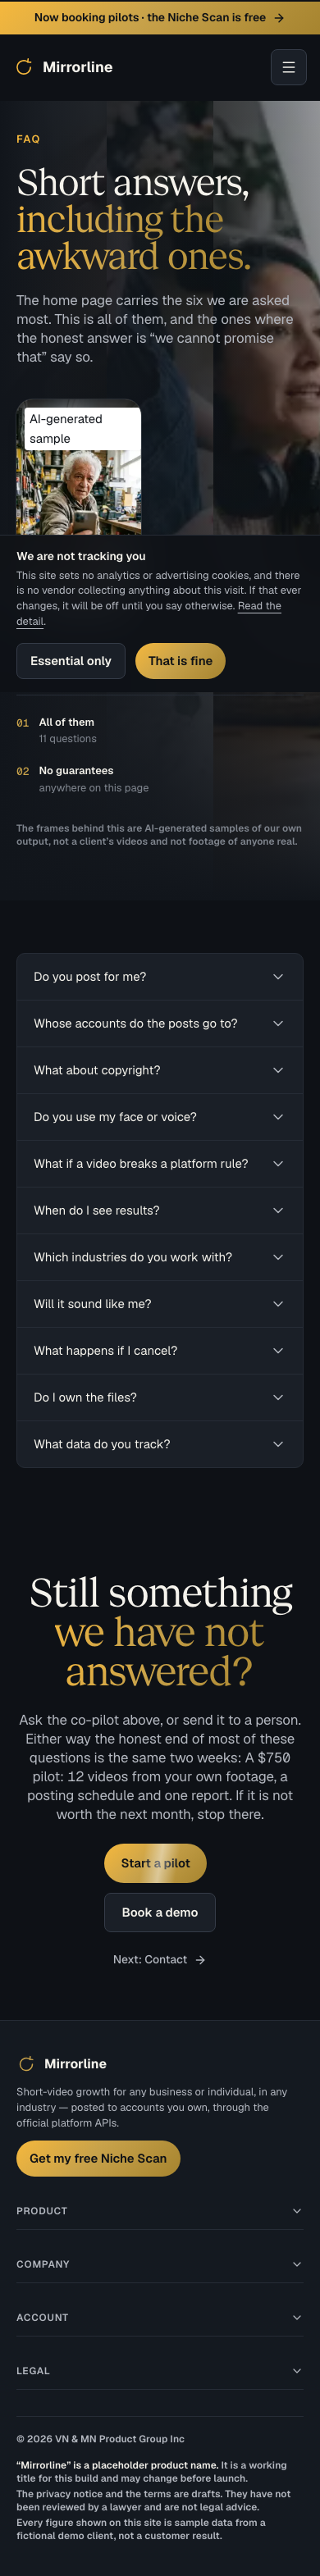 Now booking pilots · the Niche Scan is free →
Mirrorline
FAQ
Short answers,
including the
awkward ones.
The home page carries the six we are asked
most. This is all of them, and the ones where
the honest answer is “we cannot promise
that” say so.
AI-generated
sample
We are not tracking you
This site sets no analytics or advertising cookies, and there
is no vendor collecting anything about this visit. If that ever
changes, it will be off until you say otherwise. Read the
detail.
Essential only
That is fine
01 All of them
11 questions
02 No guarantees
anywhere on this page
The frames behind this are AI-generated samples of our own
output, not a client's videos and not footage of anyone real.
Do you post for me?
Whose accounts do the posts go to?
What about copyright?
Do you use my face or voice?
What if a video breaks a platform rule?
When do I see results?
Which industries do you work with?
Will it sound like me?
What happens if I cancel?
Do I own the files?
What data do you track?
Still something
we have not
answered?
Ask the co-pilot above, or send it to a person.
Either way the honest end of most of these
questions is the same two weeks: A $750
pilot: 12 videos from your own footage, a
posting schedule and one report. If it is not
worth the next month, stop there.
Start a pilot
Book a demo
Next: Contact →
Mirrorline
Short-video growth for any business or individual, in any
industry — posted to accounts you own, through the
official platform APIs.
Get my free Niche Scan
PRODUCT
COMPANY
ACCOUNT
LEGAL
© 2026 VN & MN Product Group Inc
“Mirrorline” is a placeholder product name. It is a working
title for this build and may change before launch.
The privacy notice and the terms are drafts. They have not
been reviewed by a lawyer and are not legal advice.
Every figure shown on this site is sample data from a
fictional demo client, not a customer result.